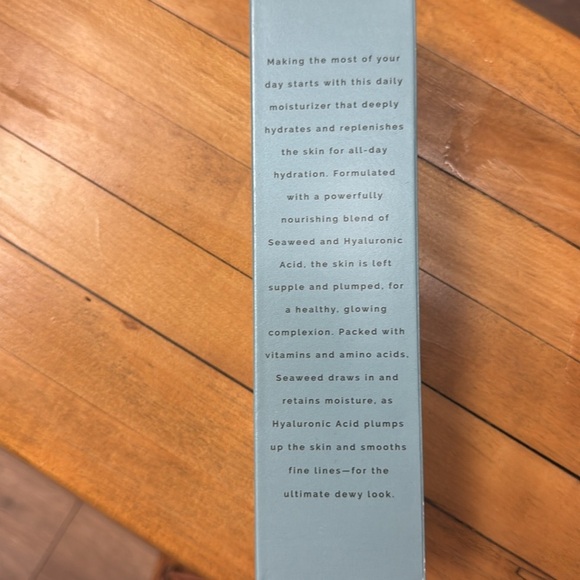 Making the most of your
day starts with this daily
moisturizer that deeply
hydrates and replenishes
the skin for all-day
hydration. Formulated
with a powerfully
nourishing blend of
Seaweed and Hyaluronic
Acid, the skin is left
supple and plumped, for
a healthy, glowing
complexion. Packed with
vitamins and amino acids,
Seaweed draws in and
retains moisture, as
Hyaluronic Acid plumps
up the skin and smooths
fine lines—for the
ultimate dewy look.